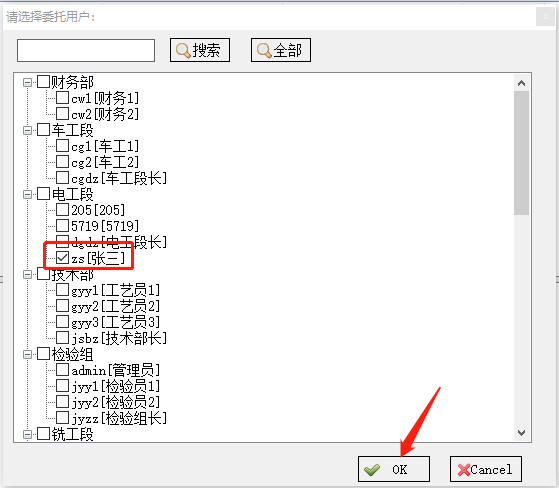 请选择委托用户:
搜索 全部
财务部
cw1[财务1]
cw2[财务2]
车工段
cg1[车工1]
cg2[车工2]
cgdz[车工段长]
电工段
205[205]
5719[5719]
dgdz[电工段长]
zs[张三]
技术部
gyy1[工艺员1]
gyy2[工艺员2]
gyy3[工艺员3]
jsbz[技术部长]
检验组
admin[管理员]
jyy1[检验员1]
jyy2[检验员2]
jyzz[检验组长]
铣工段
OK Cancel